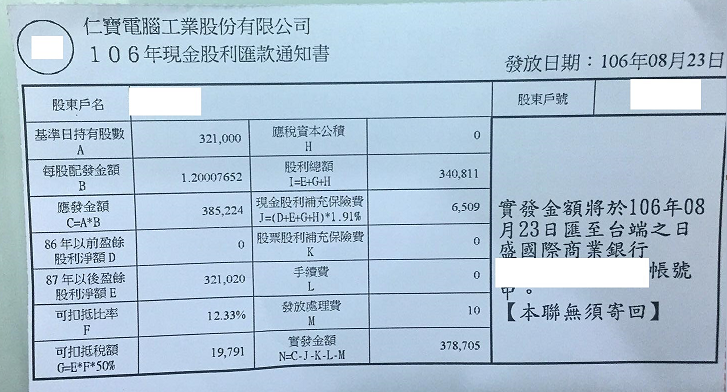 仁寶電腦工業股份有限公司
106年現金股利匯款通知書
發放日期：106年08月23日
股東戶名
股東戶號
基準日持有股數
A
321,000
應稅資本公積
H
0
每股配發金額
B
1.20007652
股利總額
I=E+G+H
340,811
應發金額
C=A*B
385,224
現金股利補充保險費
J=(D+E+G+H)*1.91%
6,509
86年以前盈餘
股利淨額D
0
股票股利補充保險費
K
0
87年以後盈餘
股利淨額E
321,020
手續費
L
0
可扣抵比率
F
12.33%
發放處理費
M
10
可扣抵稅額
G=E*F*50%
19,791
實發金額
N=C-J-K-L-M
378,705
實發金額將於106年08
月23日匯至台端之日
盛國際商業銀行
帳號
中。
【本聯無須寄回】